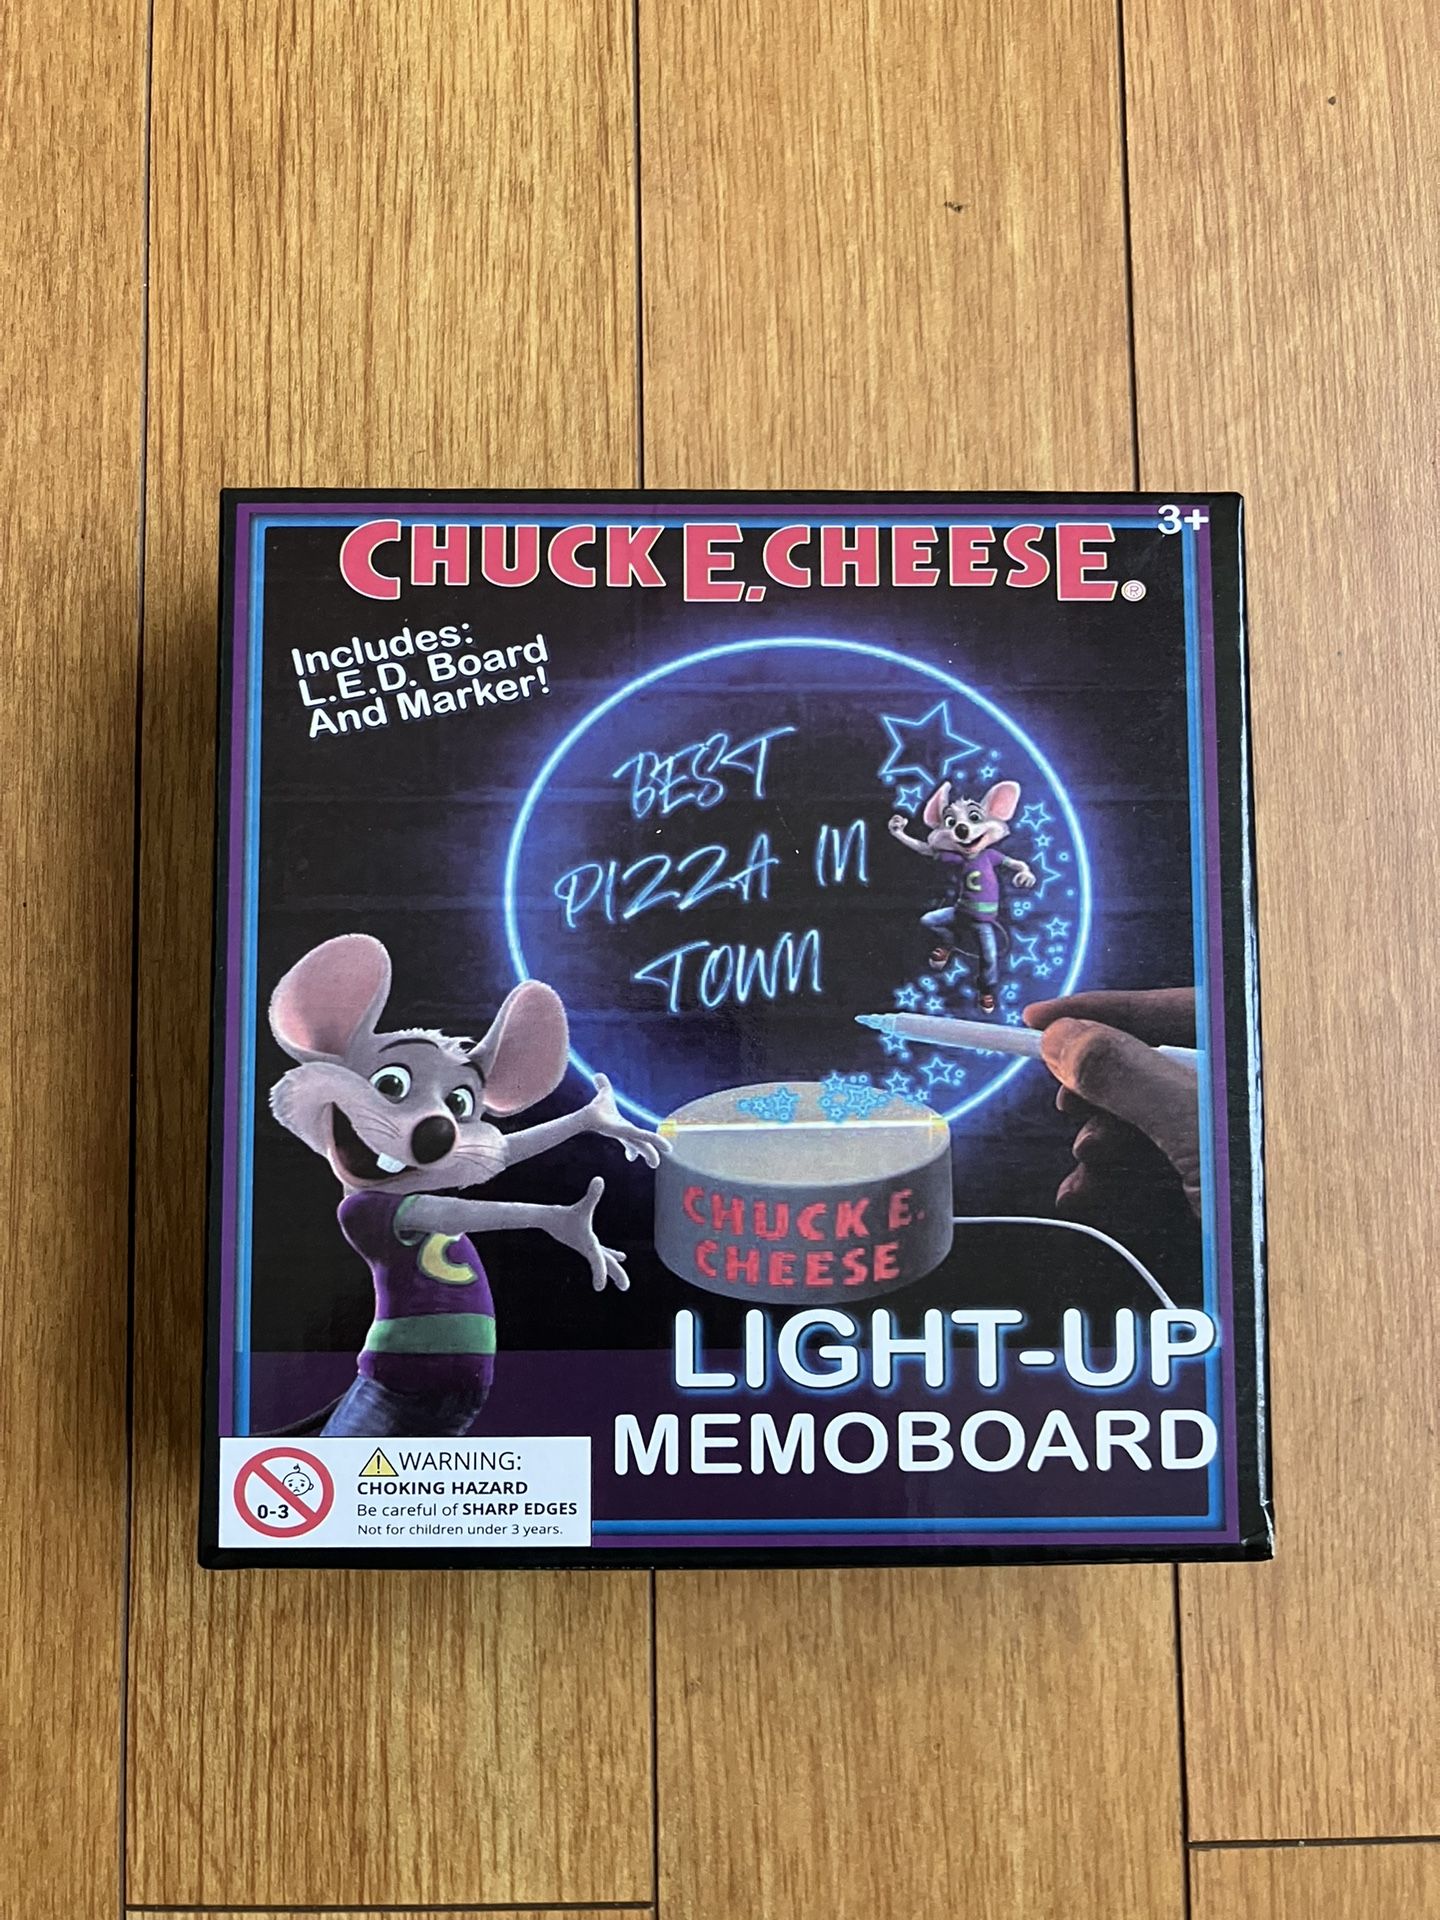 CHUCK E. CHEESE®
3+
Includes:
L.E.D. Board
And Marker!
BEST
PIZZA IN
TOWN
C
C
CHUCK E.
CHEESE
LIGHT-UP
MEMOBOARD
0-3
WARNING:
CHOKING HAZARD
Be careful of SHARP EDGES
Not for children under 3 years.